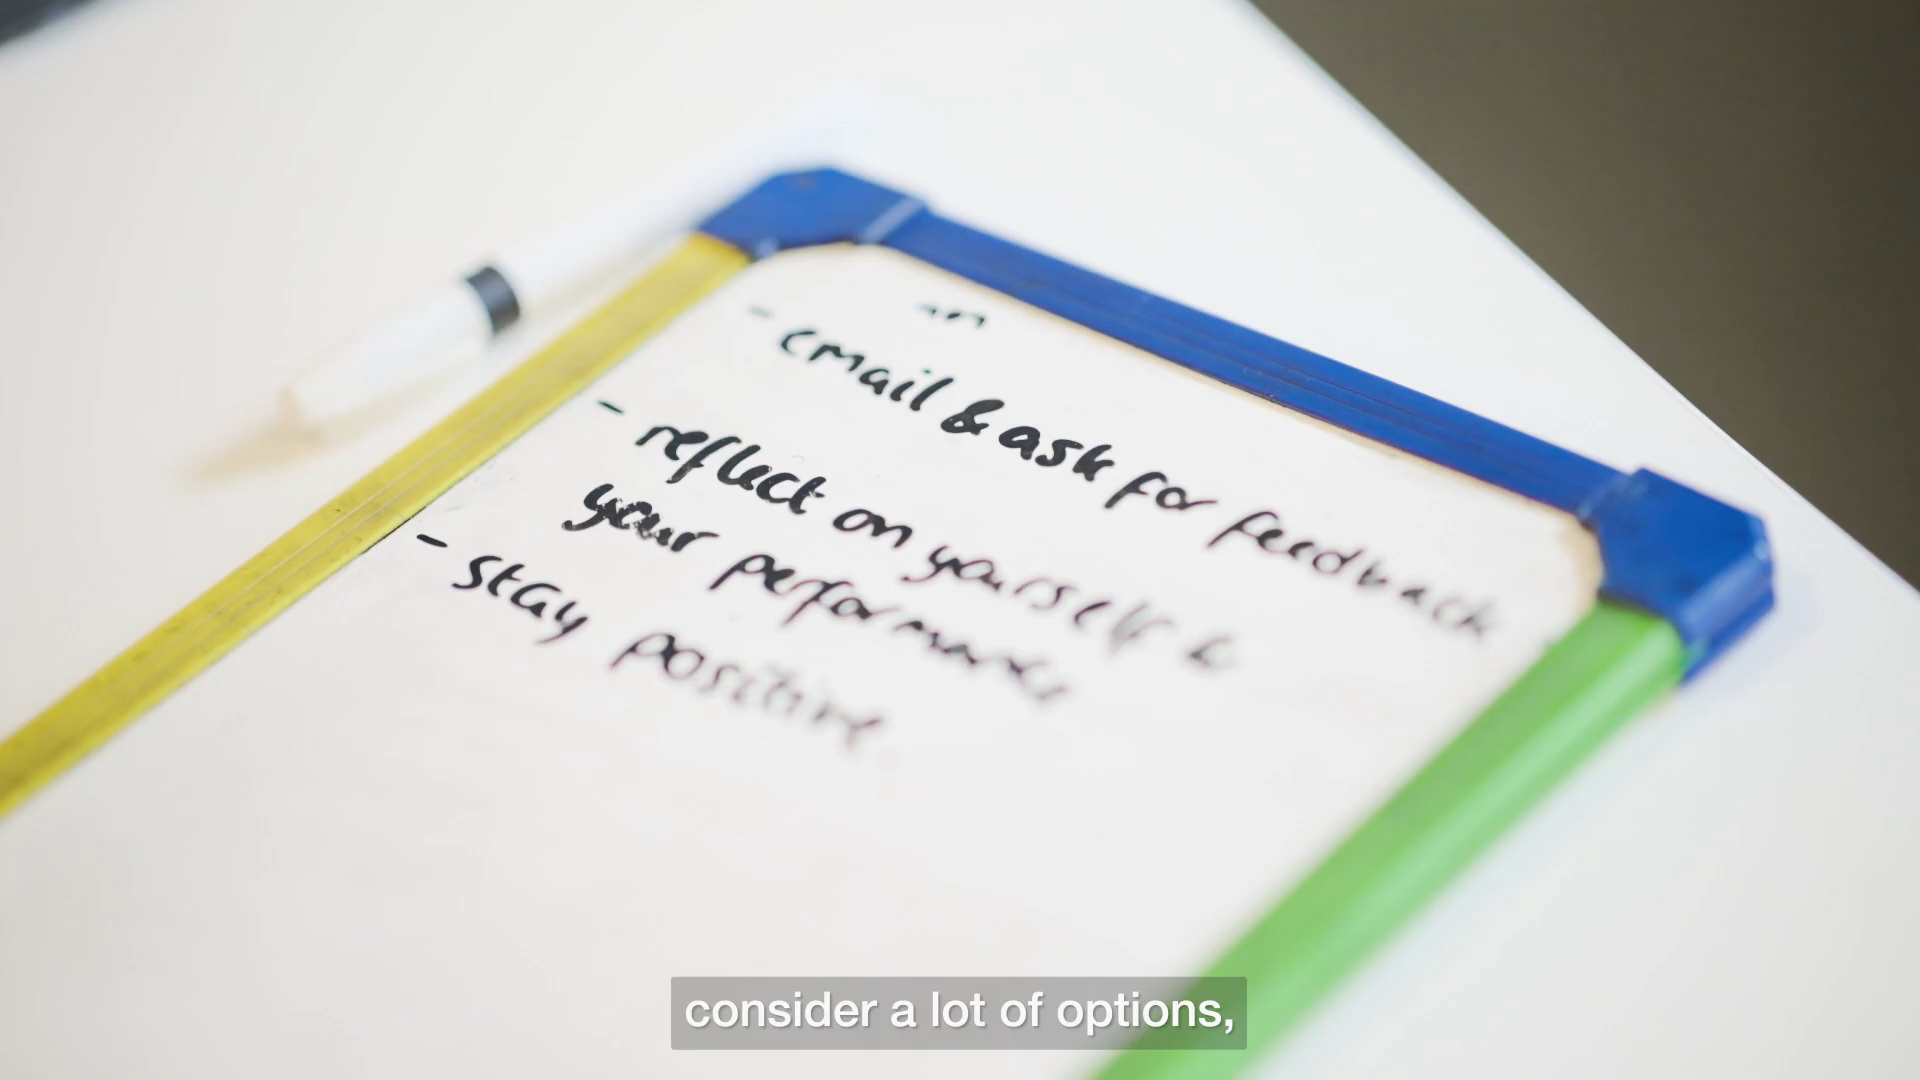 - email & ask for feedback
- reflect on yourself &
your performance
- stay positive.
consider a lot of options,